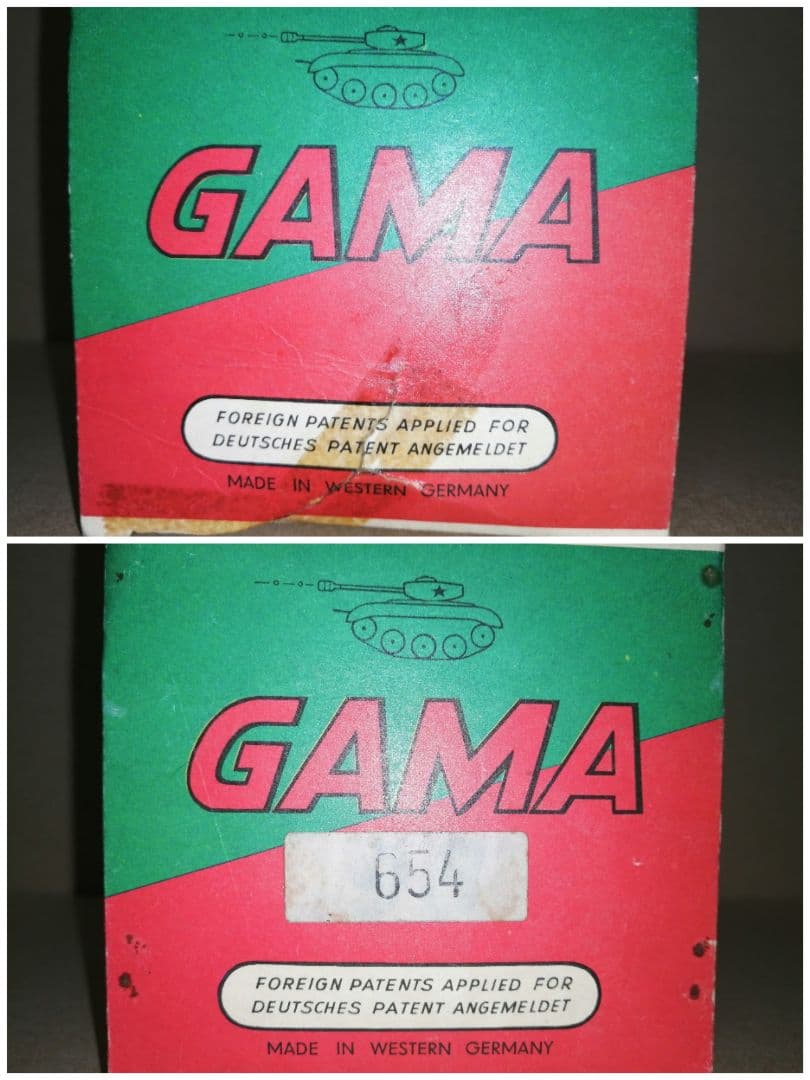 GAMA
FOREIGN PATENTS APPLIED FOR
DEUTSCHES PATENT ANGEMELDET
MADE IN WESTERN GERMANY
GAMA
654
FOREIGN PATENTS APPLIED FOR
DEUTSCHES PATENT ANGEMELDET
MADE IN WESTERN GERMANY